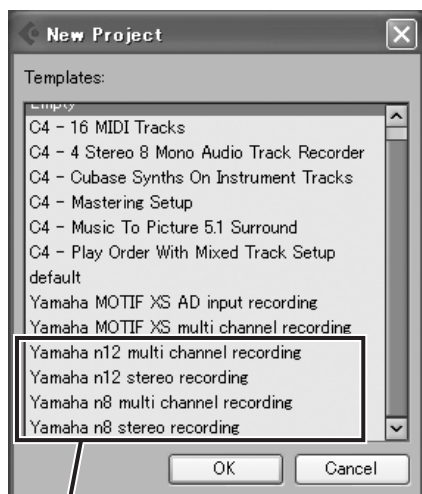 New Project
Templates:
Empty
C4 - 16 MIDI Tracks
C4 - 4 Stereo 8 Mono Audio Track Recorder
C4 - Cubase Synths On Instrument Tracks
C4 - Mastering Setup
C4 - Music To Picture 5.1 Surround
C4 - Play Order With Mixed Track Setup
default
Yamaha MOTIF XS AD input recording
Yamaha MOTIF XS multi channel recording
Yamaha n12 multi channel recording
Yamaha n12 stereo recording
Yamaha n8 multi channel recording
Yamaha n8 stereo recording
OK Cancel